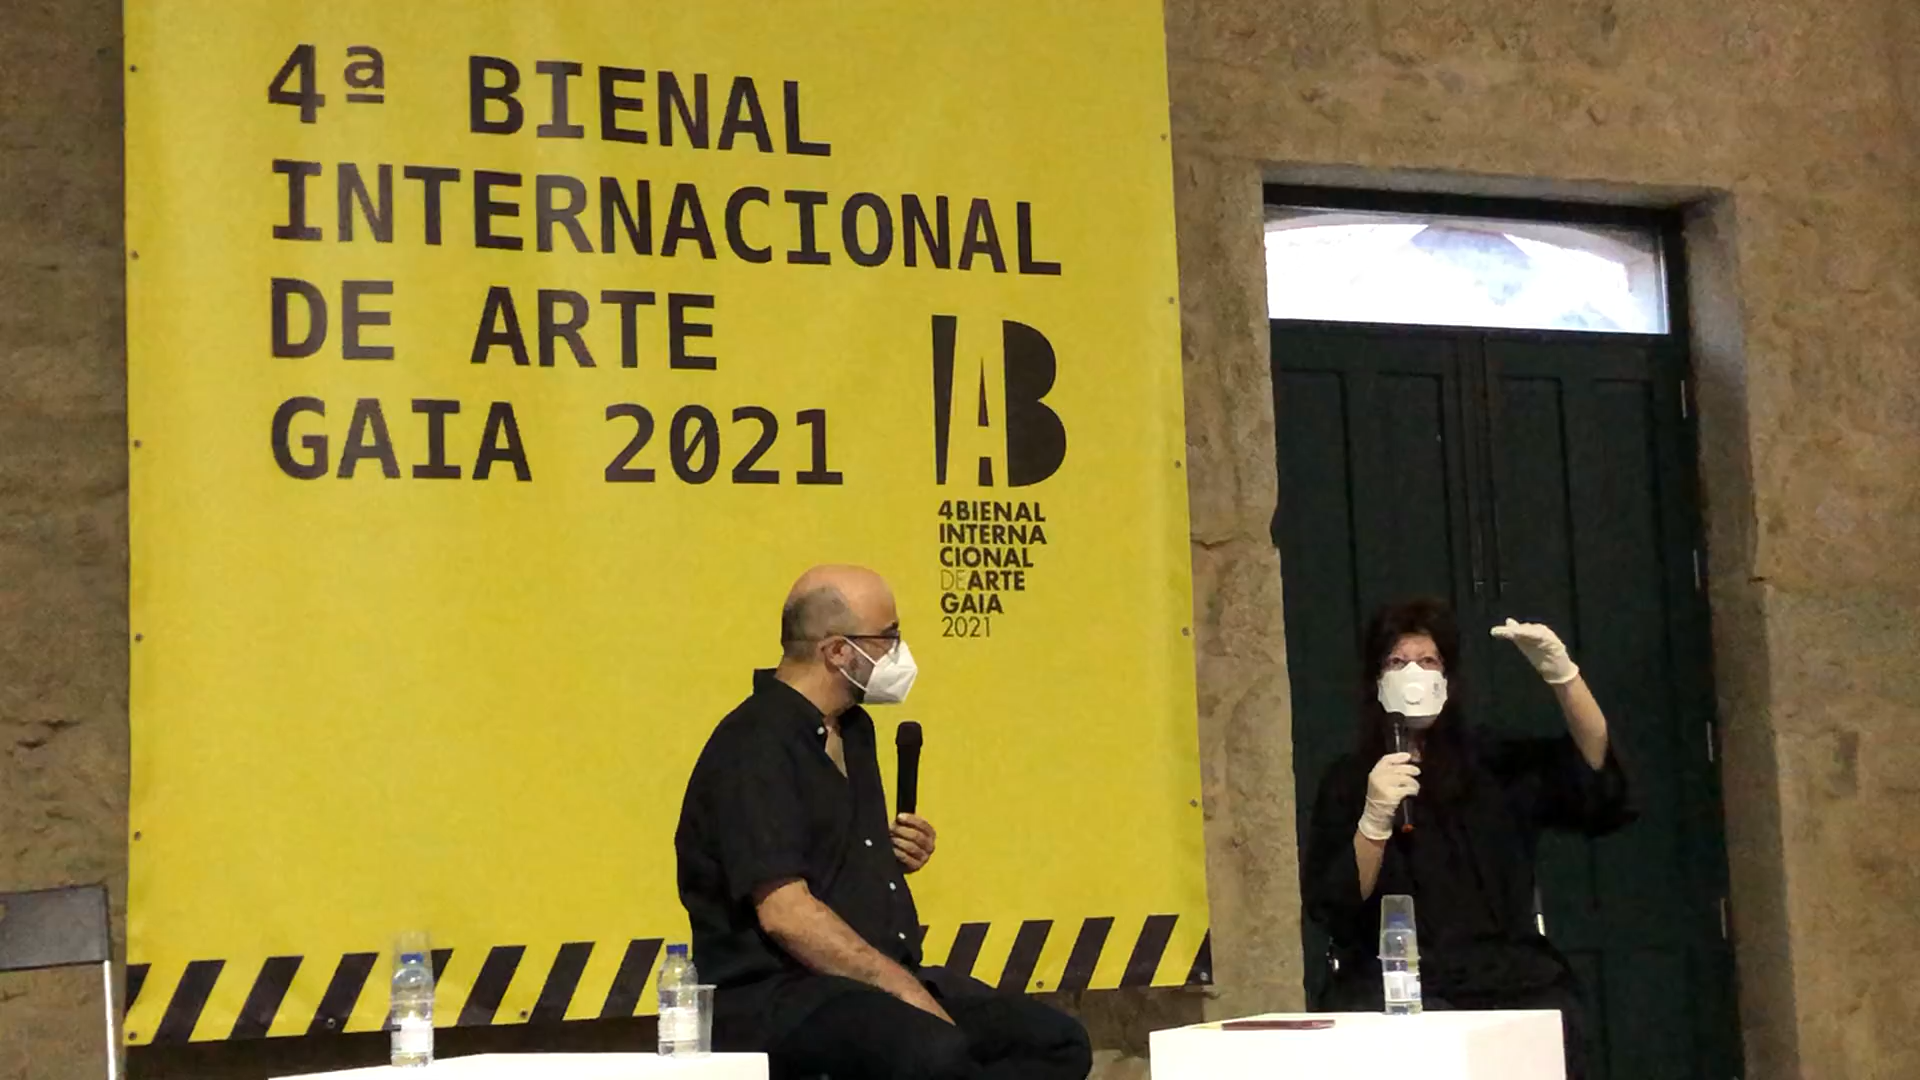 4ª BIENAL
INTERNACIONAL
DE ARTE
GAIA 2021
AB
4BIENAL
INTERNA
CIONAL
DEARTE
GAIA
2021